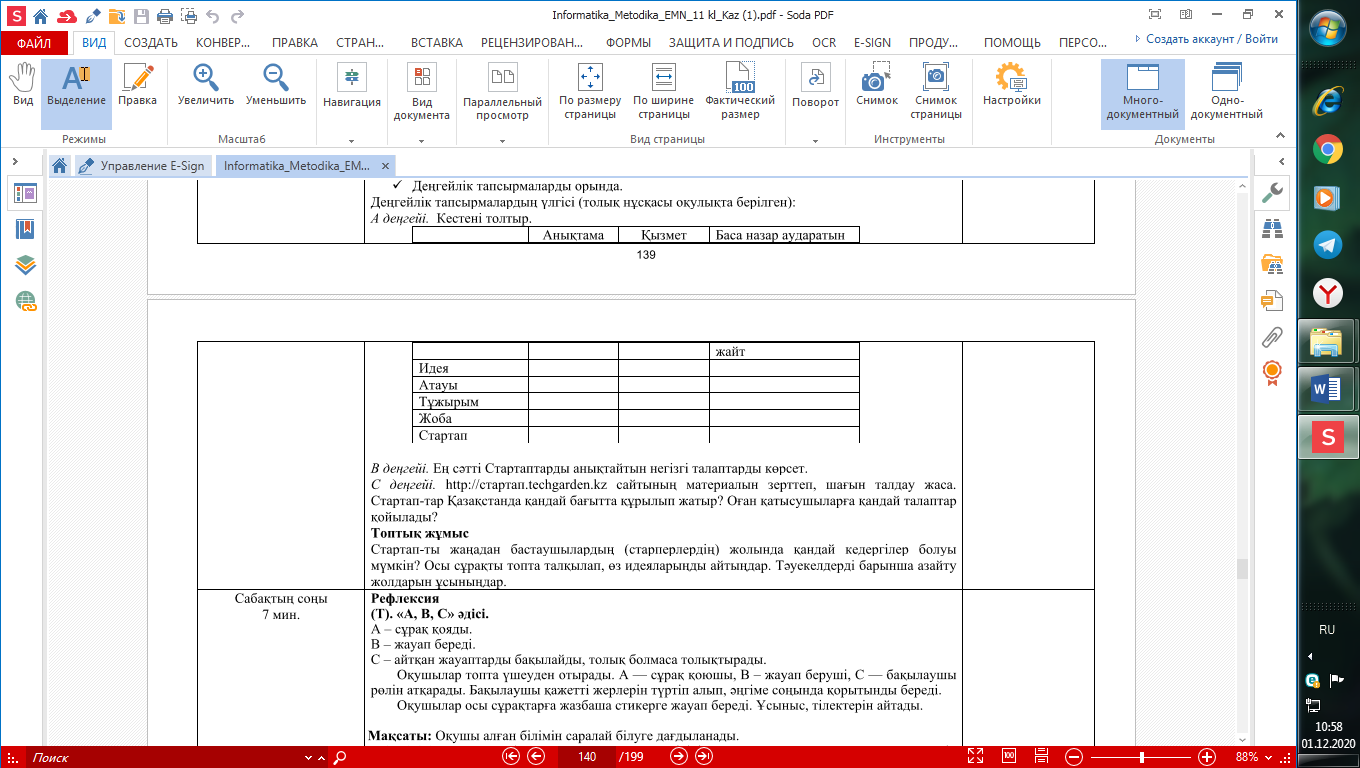 Informatika_Metodika_EMN_11 kl_Kaz (1).pdf - Soda PDF
ФАЙЛ ВИД СОЗДАТЬ КОНВЕР... ПРАВКА СТРАН... ВСТАВКА РЕЦЕНЗИРОВАН... ФОРМЫ ЗАЩИТА И ПОДПИСЬ OCR E-SIGN ПРОДУ... ПОМОЩЬ ПЕРСО... Создать аккаунт / Войти
Вид Выделение Правка Увеличить Уменьшить Навигация Вид документа Параллельный просмотр По размеру страницы По ширине страницы Фактический размер Поворот Снимок Снимок страницы Настройки Много-документный Одно-документный
Режимы Масштаб Вид страницы Инструменты Документы
Управление E-Sign Informatika_Metodika_EM...
✓ Деңгейлік тапсырмаларды орында.
Деңгейлік тапсырмалардың үлгісі (толық нұсқасы оқулықта берілген):
А деңгейі. Кестені толтыр.
Анықтама Қызмет Баса назар аударатын
139
жайт
Идея
Атауы
Тұжырым
Жоба
Стартап
В деңгейі. Ең сәтті Стартаптарды анықтайтын негізгі талаптарды көрсет.
С деңгейі. http://стартап.techgarden.kz сайтының материалын зерттеп, шағын талдау жаса.
Стартап-тар Қазақстанда қандай бағытта құрылып жатыр? Оған қатысушыларға қандай талаптар
қойылады?
Топтық жұмыс
Стартап-ты жаңадан бастаушылардың (старперлердің) жолында қандай кедергілер болуы
мүмкін? Осы сұрақты топта талқылап, өз идеяларыңды айтыңдар. Тәуекелдерді барынша азайту
жолдарын ұсыныңдар.
Сабақтың соңы
7 мин.
Рефлексия
(Т). «А, В, С» әдісі.
А – сұрақ қояды.
В – жауап береді.
С – айтқан жауаптарды бақылайды, толық болмаса толықтырады.
Оқушылар топта үшеуден отырады. А — сұрақ қоюшы, В – жауап беруші, С — бақылаушы
рөлін атқарады. Бақылаушы қажетті жерлерін түртіп алып, әңгіме соңында қорытынды береді.
Оқушылар осы сұрақтарға жазбаша стикерге жауап береді. Ұсыныс, тілектерін айтады.
Мақсаты: Оқушы алған білімін саралай білуге дағдыланады.
Поиск 140 /199 100 88%
RU
10:58
01.12.2020